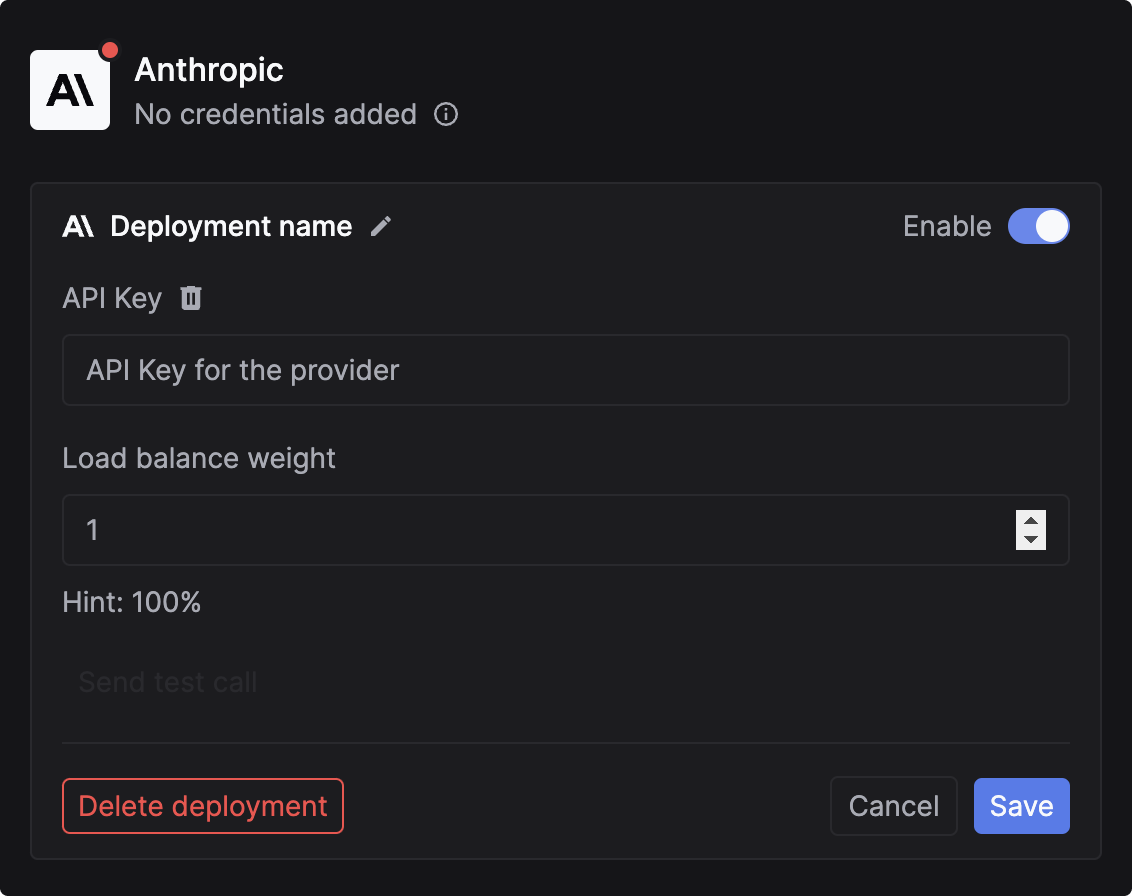 Anthropic
No credentials added
Deployment name
Enable
API Key
API Key for the provider
Load balance weight
1
Hint: 100%
Send test call
Delete deployment
Cancel
Save